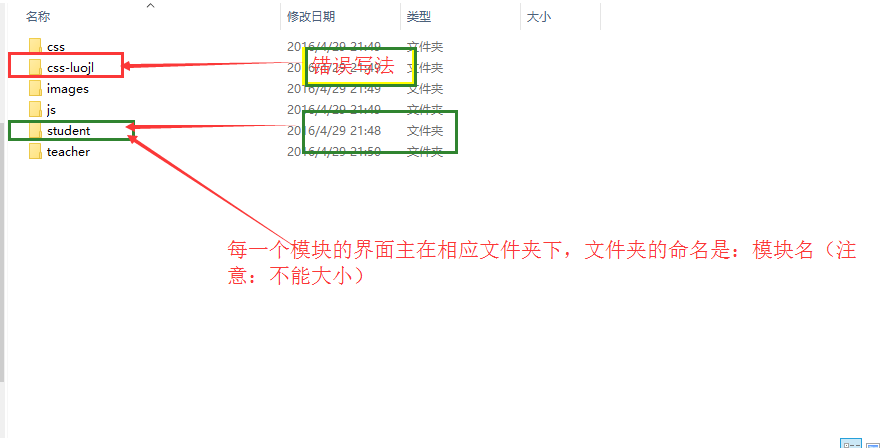 名称 修改日期 类型 大小
css 2016/4/29 21:49 文件夹
css-luojl 2016/4/29 21:49 文件夹
错误写法
images 2016/4/29 21:49 文件夹
js 2016/4/29 21:49 文件夹
student 2016/4/29 21:48 文件夹
teacher 2016/4/29 21:50 文件夹
每一个模块的界面主在相应文件夹下，文件夹的命名是：模块名（注
意：不能大小）